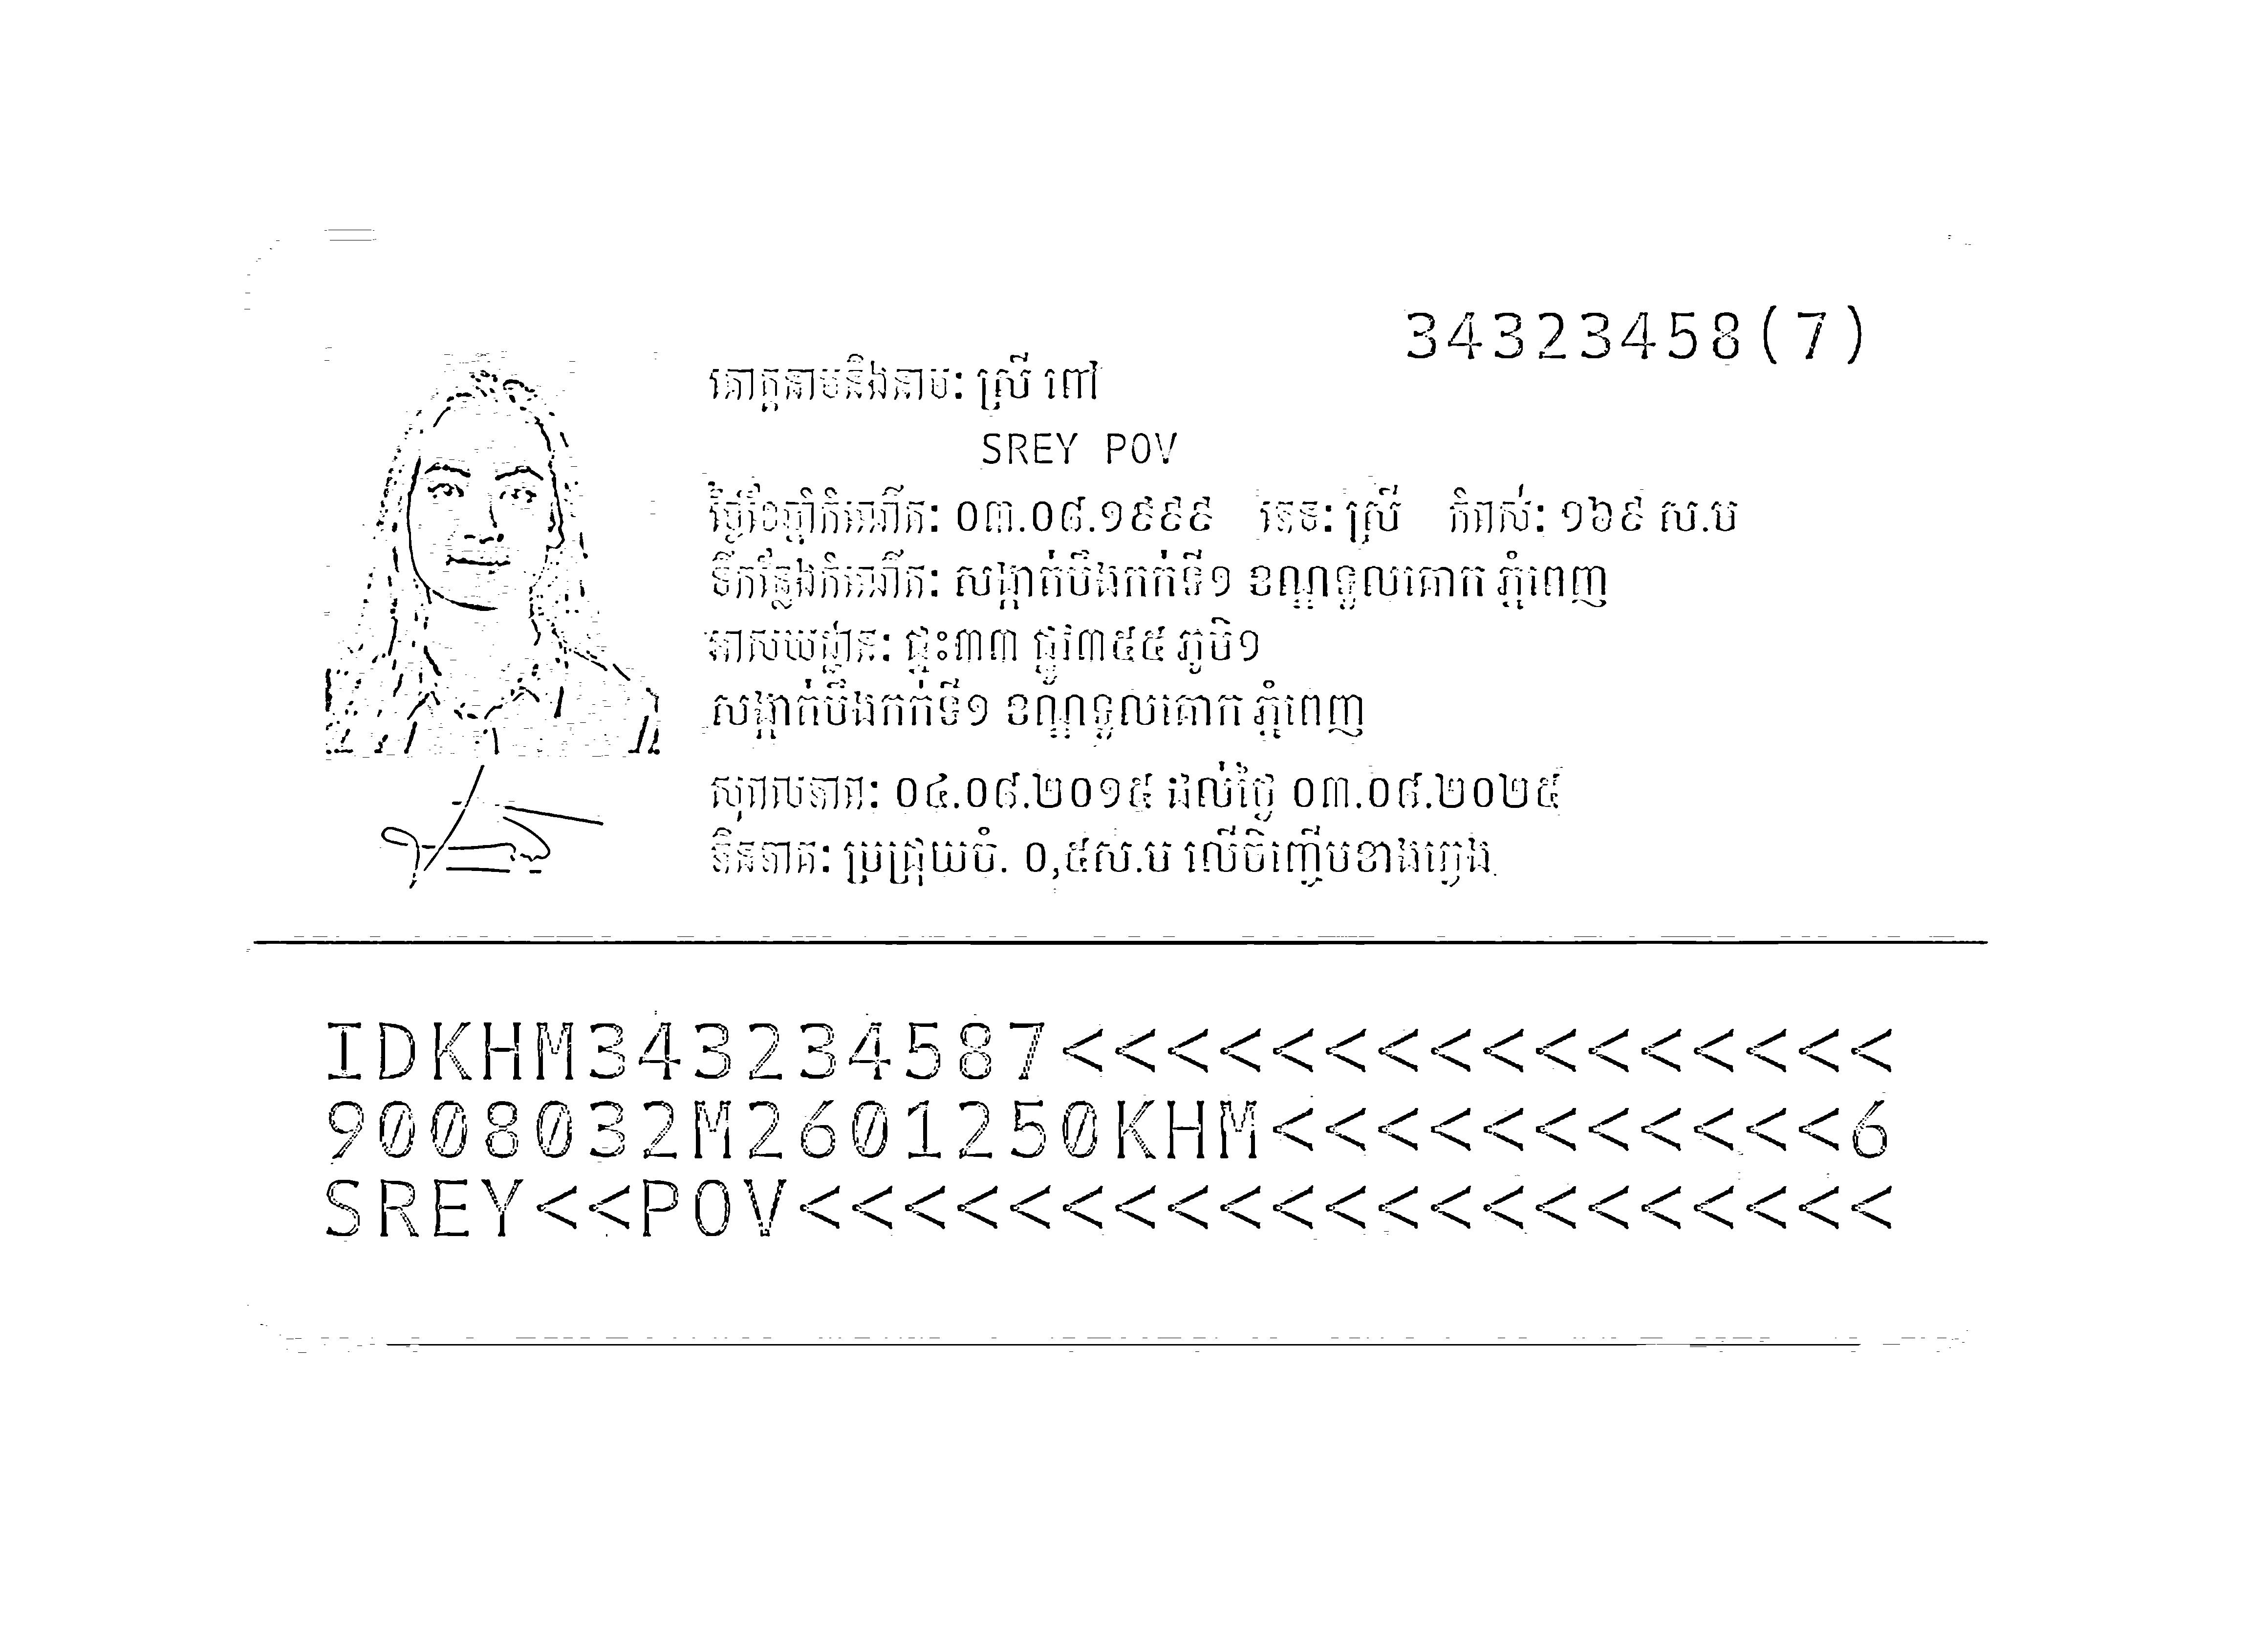 34323458(7)
គោត្តនាមនិងនាម: ស្រី ពៅ
SREY POV
ថ្ងៃខែឆ្នាំកំណើត: ០៣.០៨.១៩៩៩ ភេទ: ស្រី កំពស់: ១៦៩ ស.ម
ទីកន្លែងកំណើត: សង្កាត់បឹងកក់ទី១ ខណ្ឌទួលគោក ភ្នំពេញ
អាសយដ្ឋាន: ផ្ទះ៣៣ ផ្លូវ៣៥៥ ភូមិ១
សង្កាត់បឹងកក់ទី១ ខណ្ឌទួលគោក ភ្នំពេញ
សុពលភាព: ០៤.០៨.២០១៥ ដល់ថ្ងៃ ០៣.០៨.២០២៥
ភិនភាគ: ប្រជ្រុយចំ. ០,៥ស.ម លើចិញ្ចើមខាងឆ្វេង
IDKHM343234587<<<<<<<<<<<<<<<<
9008032M2601250KHM<<<<<<<<<<<6
SREY<<POV<<<<<<<<<<<<<<<<<<<<<